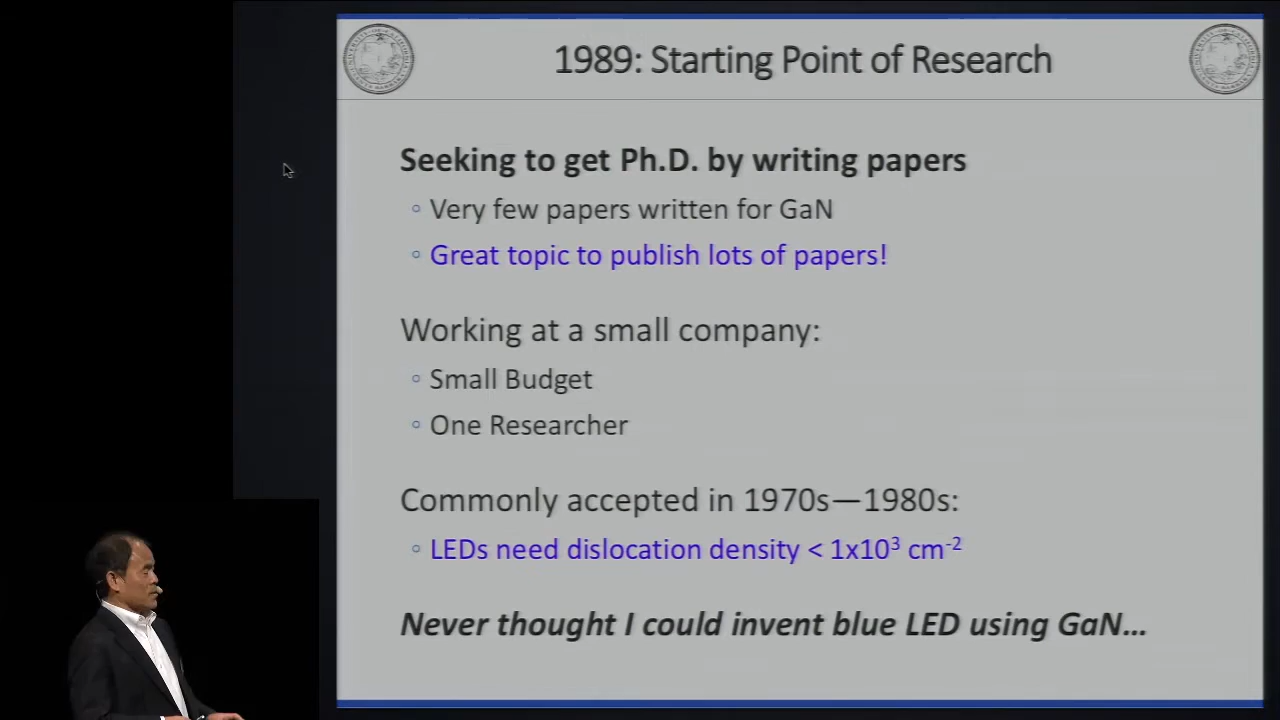 1989: Starting Point of Research
Seeking to get Ph.D. by writing papers
◦ Very few papers written for GaN
◦ Great topic to publish lots of papers!
Working at a small company:
◦ Small Budget
◦ One Researcher
Commonly accepted in 1970s—1980s:
◦ LEDs need dislocation density < 1x10³ cm⁻²
Never thought I could invent blue LED using GaN...